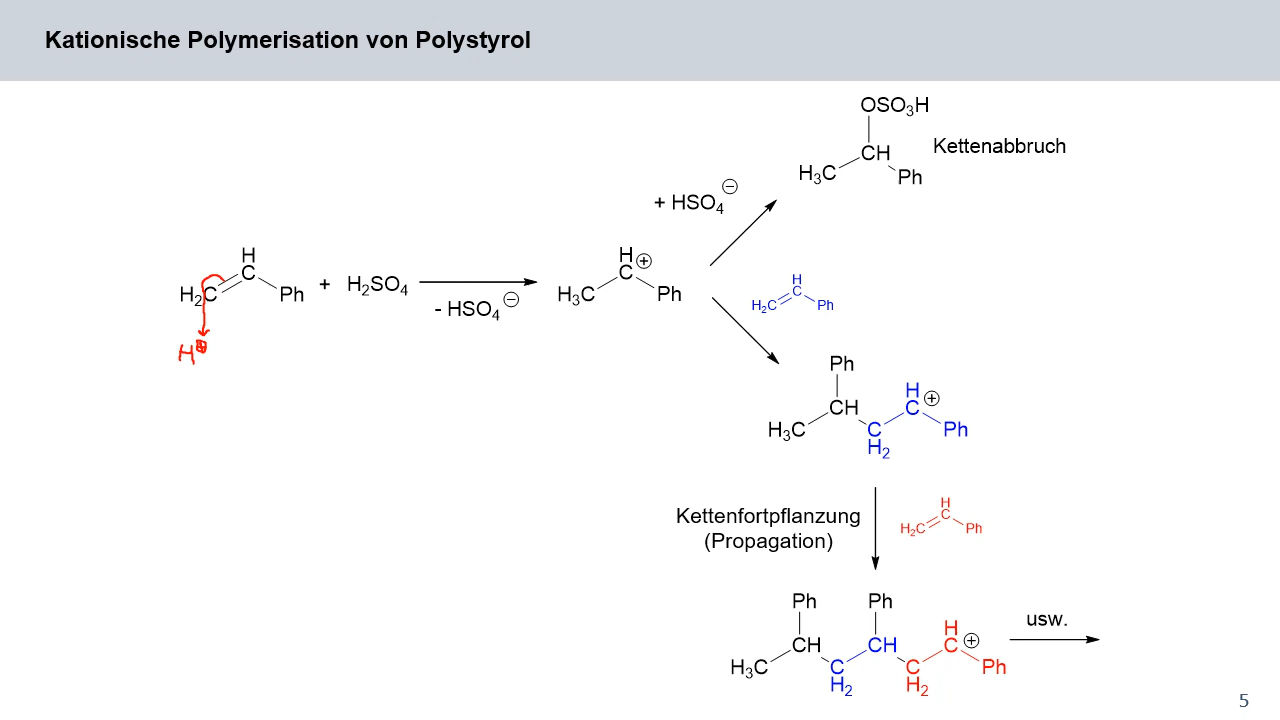 Kationische Polymerisation von Polystyrol
OSO₃H
CH
H₃C
Ph
Kettenabbruch
+ HSO₄⊖
H
C
H₂C
Ph
H⊕
+
H₂SO₄
- HSO₄⊖
H
C⊕
H₃C
Ph
H
C
H₂C
Ph
Ph
CH
H₃C
C
H₂
H
C⊕
Ph
Kettenfortpflanzung
(Propagation)
H
C
H₂C
Ph
Ph
Ph
CH
CH
H
C⊕
H₃C
C
H₂
C
H₂
Ph
usw.
5